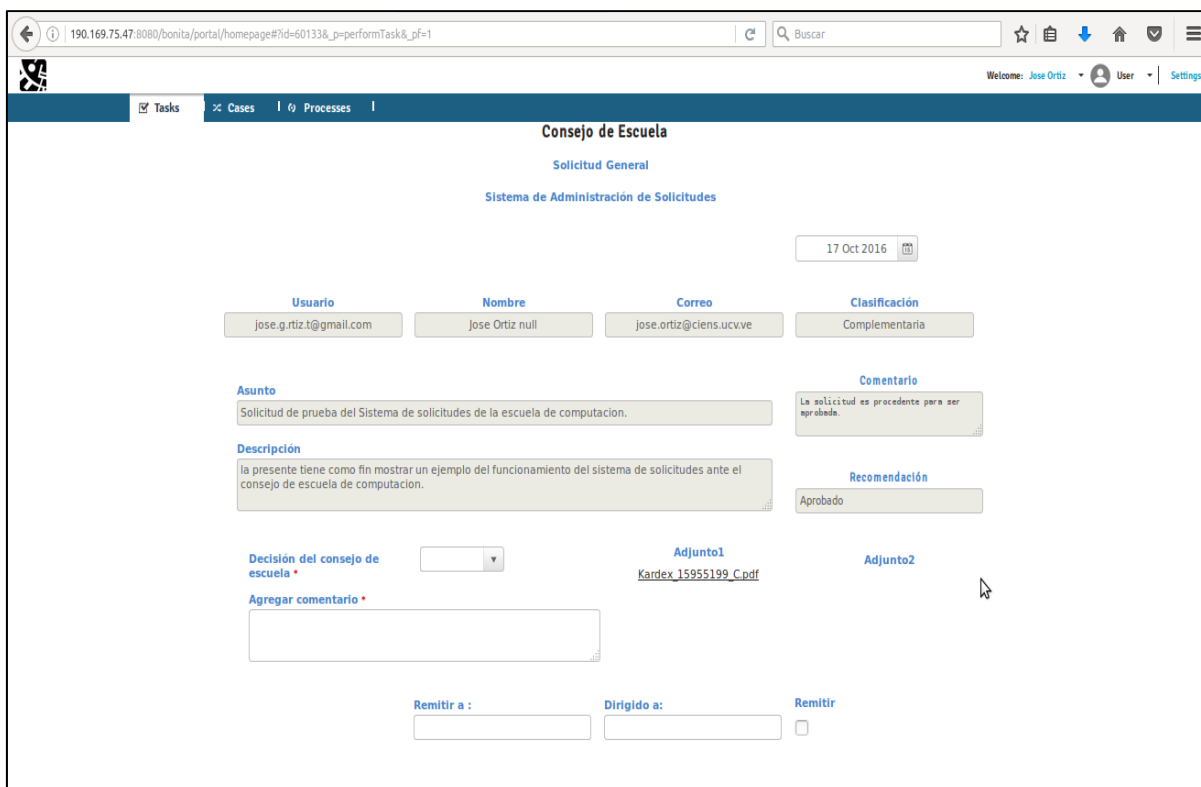 190.169.75.47:8080/bonita/portal/homepage#?id=60133&_p=performTask&_pf=1
Buscar
Welcome: Jose Ortiz
User
Settings
Tasks
Cases
Processes
Consejo de Escuela
Solicitud General
Sistema de Administración de Solicitudes
17 Oct 2016
Usuario
Nombre
Correo
Clasificación
jose.g.rtiz.t@gmail.com
Jose Ortiz null
jose.ortiz@ciens.ucv.ve
Complementaria
Asunto
Solicitud de prueba del Sistema de solicitudes de la escuela de computacion.
Comentario
La solicitud es procedente para ser
aprobada.
Descripción
la presente tiene como fin mostrar un ejemplo del funcionamiento del sistema de solicitudes ante el
consejo de escuela de computacion.
Recomendación
Aprobado
Decisión del consejo de
escuela *
Adjunto1
Kardex_15955199_C.pdf
Adjunto2
Agregar comentario *
Remitir a :
Dirigido a:
Remitir